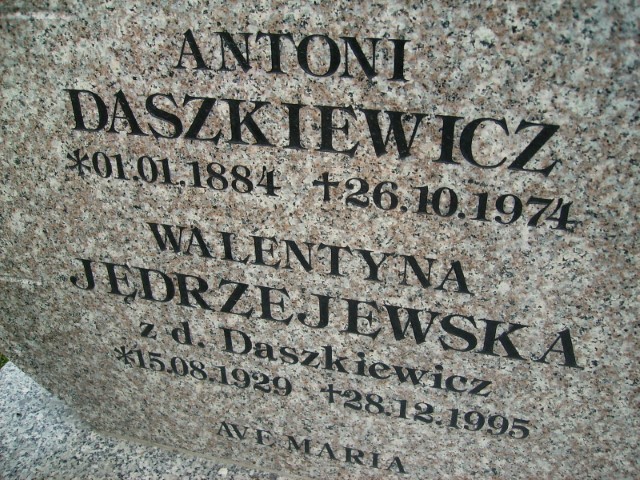 ANTONI
DASZKIEWICZ
*01.01.1884 †26.10.1974
WALENTYNA
JĘDRZEJEWSKA
z d. Daszkiewicz
*15.08.1929 †28.12.1995
AVE MARIA